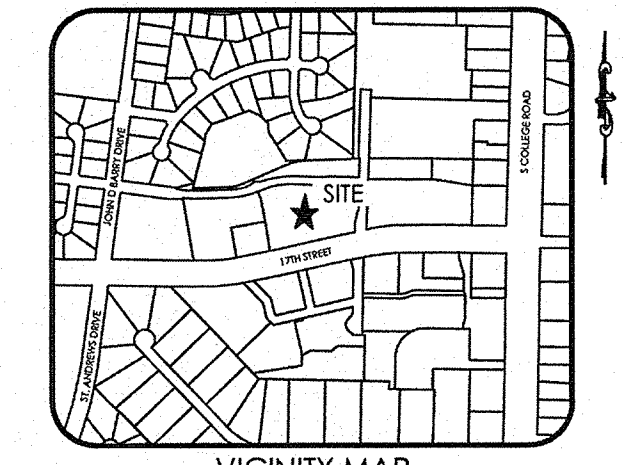 S COLLEGE ROAD
JOHN D BARRY DRIVE
SITE
17TH STREET
ST. ANDREWS DRIVE
VICINITY MAP